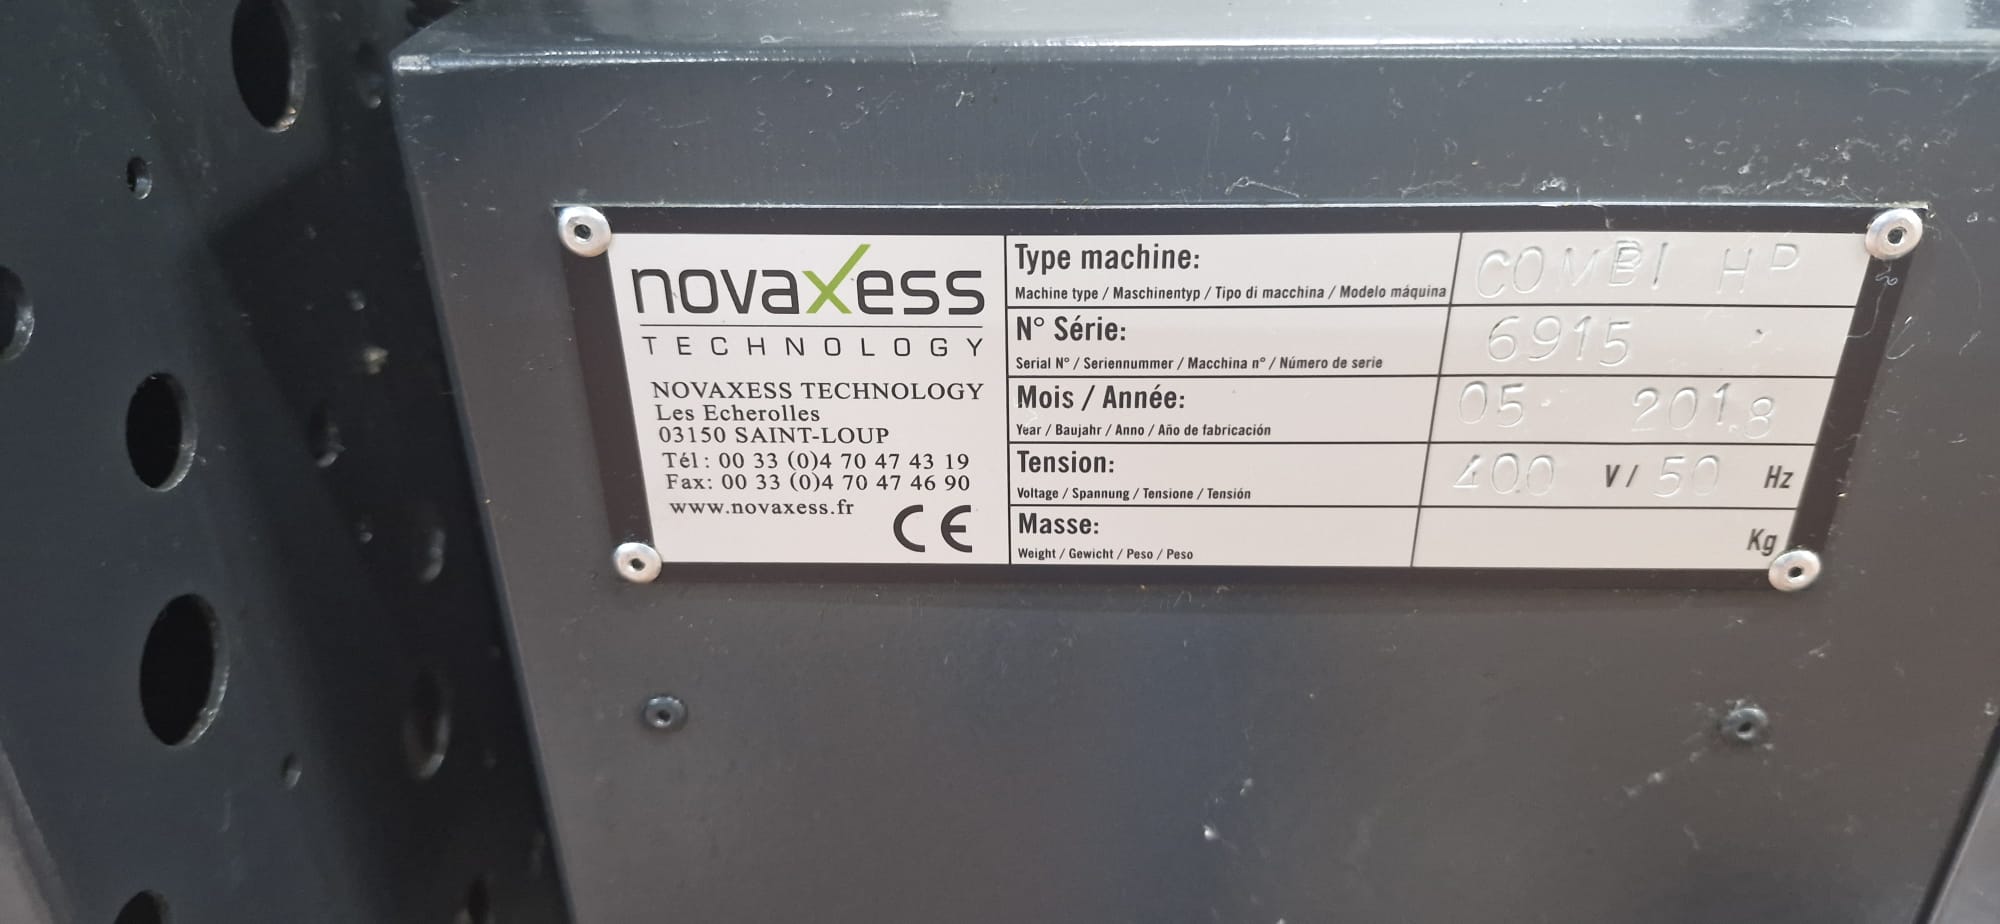 novaxess
TECHNOLOGY
NOVAXESS TECHNOLOGY
Les Echerolles
03150 SAINT-LOUP
Tél: 00 33 (0)4 70 47 43 19
Fax: 00 33 (0)4 70 47 46 90
www.novaxess.fr
CE
Type machine: COMBI HP
Machine type / Maschinentyp / Tipo di macchina / Modelo máquina
N° Série: 6915
Serial N° / Seriennummer / Macchina n° / Número de serie
Mois / Année: 05 2018
Year / Baujahr / Anno / Año de fabricación
Tension: 400 V / 50 Hz
Voltage / Spannung / Tensione / Tensión
Masse: Kg
Weight / Gewicht / Peso / Peso